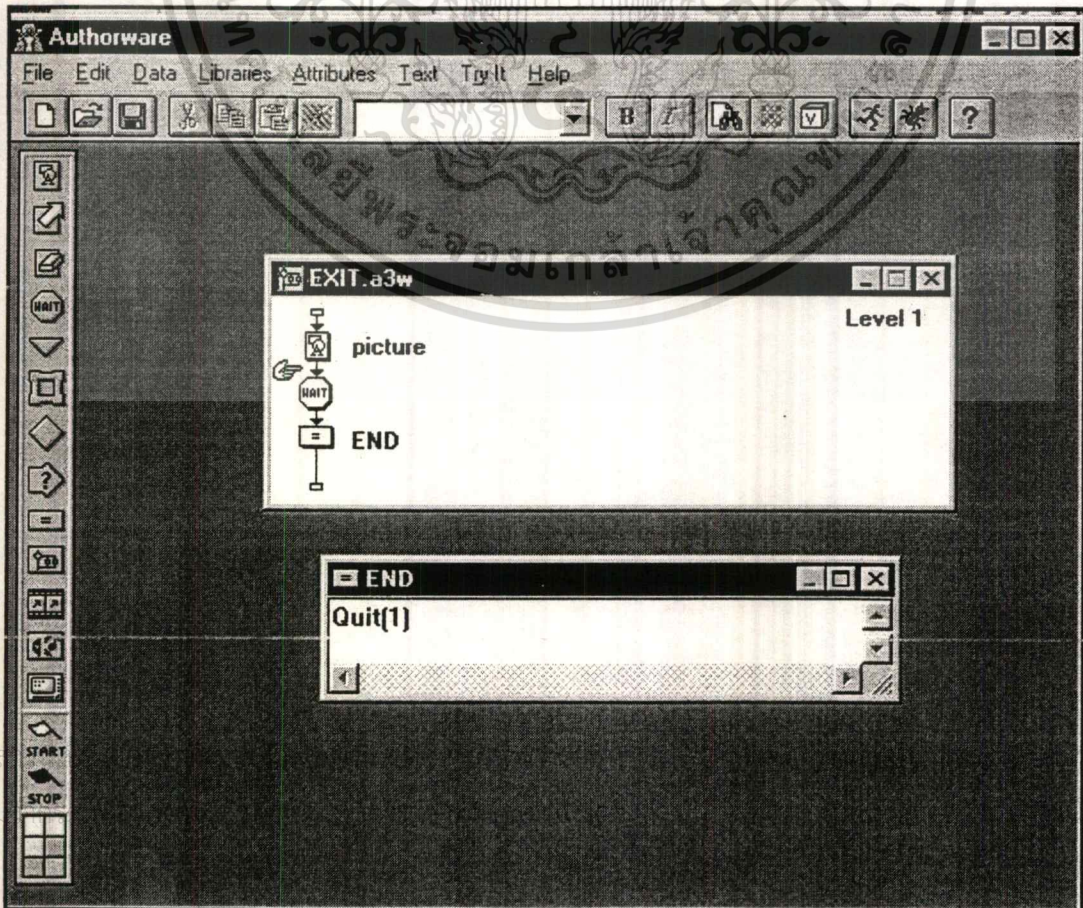 Authorware
File Edit Data Libraries Attributes Text Try It Help
B I V ?
WAIT
EXIT.a3w
Level 1
picture
WAIT
= END
?
=
= END
Quit(1)
START
STOP